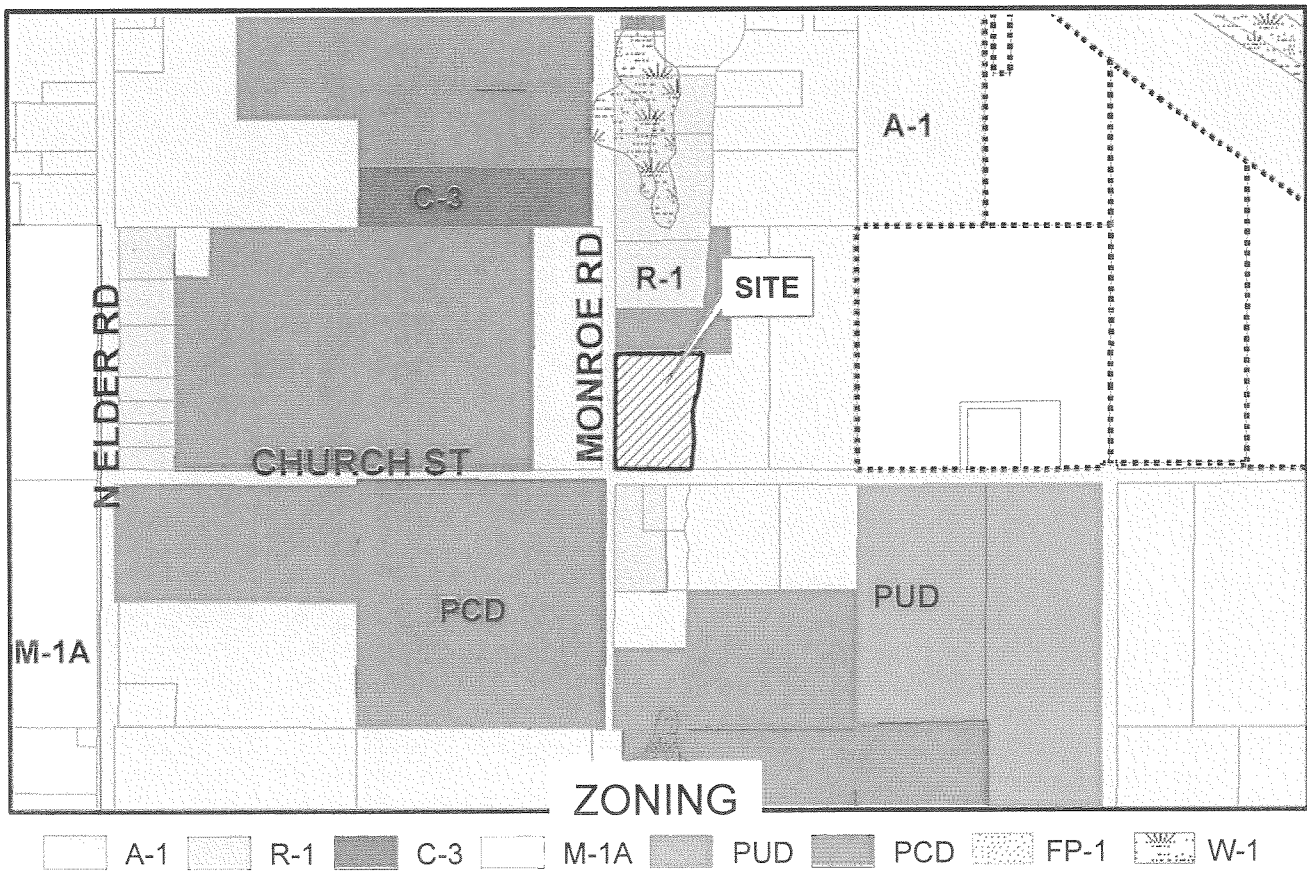 A-1
C-3
R-1
SITE
MONROE RD
N ELDER RD
CHURCH ST
PCD
PUD
M-1A
ZONING
A-1 R-1 C-3 M-1A PUD PCD FP-1 W-1